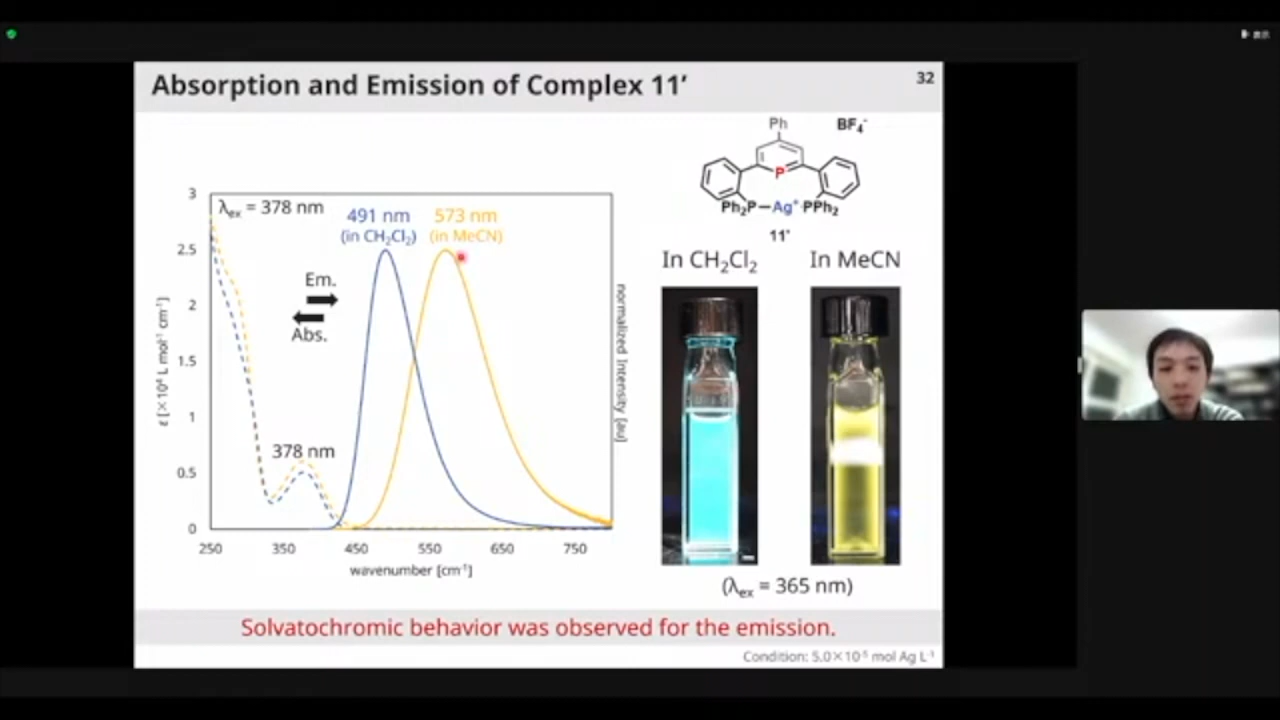 Absorption and Emission of Complex 11′
32
Ph
BF₄⁻
P
Ph₂P—Ag⁺ PPh₂
11'
λex = 378 nm
491 nm
(in CH₂Cl₂)
573 nm
(in MeCN)
Em.
Abs.
378 nm
ε [×10⁴ L mol⁻¹ cm⁻¹]
3
2.5
2
1.5
1
0.5
0
250 350 450 550 650 750
wavenumber [cm⁻¹]
normalized Intensity [au]
In CH₂Cl₂
In MeCN
(λex = 365 nm)
Solvatochromic behavior was observed for the emission.
Condition: 5.0×10⁻⁵ mol Ag L⁻¹